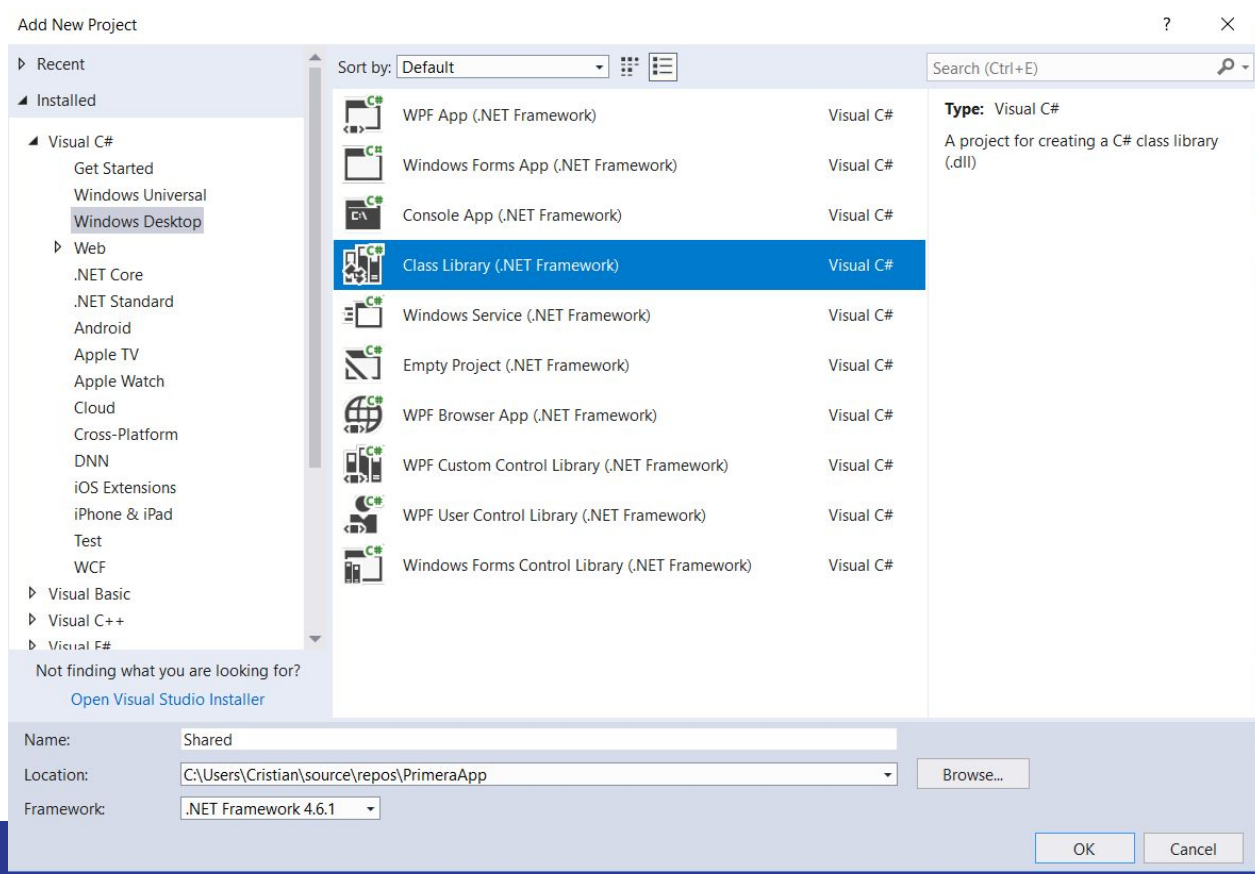 Add New Project
?
Recent
Installed
Visual C#
Get Started
Windows Universal
Windows Desktop
Web
.NET Core
.NET Standard
Android
Apple TV
Apple Watch
Cloud
Cross-Platform
DNN
iOS Extensions
iPhone & iPad
Test
WCF
Visual Basic
Visual C++
Visual F#
Not finding what you are looking for?
Open Visual Studio Installer
Sort by: Default
WPF App (.NET Framework) Visual C#
Windows Forms App (.NET Framework) Visual C#
Console App (.NET Framework) Visual C#
Class Library (.NET Framework) Visual C#
Windows Service (.NET Framework) Visual C#
Empty Project (.NET Framework) Visual C#
WPF Browser App (.NET Framework) Visual C#
WPF Custom Control Library (.NET Framework) Visual C#
WPF User Control Library (.NET Framework) Visual C#
Windows Forms Control Library (.NET Framework) Visual C#
Search (Ctrl+E)
Type: Visual C#
A project for creating a C# class library
(.dll)
Name: Shared
Location: C:\Users\Cristian\source\repos\PrimeraApp Browse...
Framework: .NET Framework 4.6.1
OK Cancel